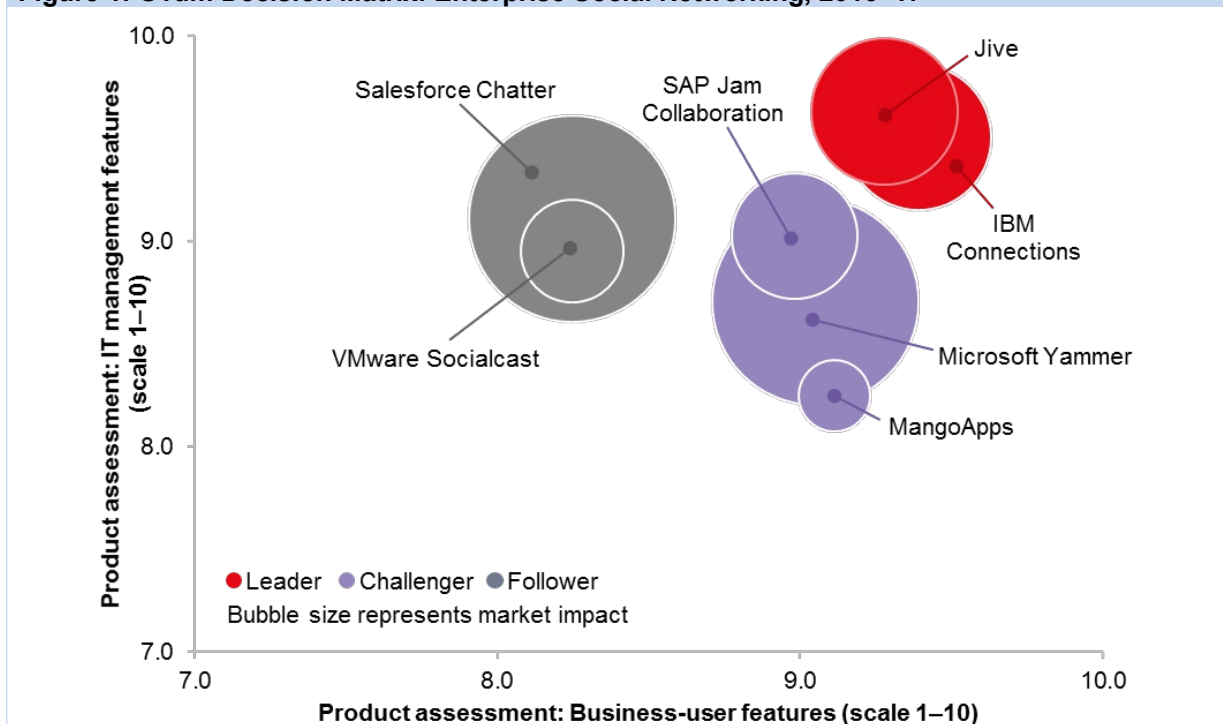 10.0
Jive
Salesforce Chatter
SAP Jam
Collaboration
Product assessment: IT management features
(scale 1–10)
9.0
IBM
Connections
VMware Socialcast
Microsoft Yammer
MangoApps
8.0
Leader Challenger Follower
Bubble size represents market impact
7.0
7.0 8.0 9.0 10.0
Product assessment: Business-user features (scale 1–10)